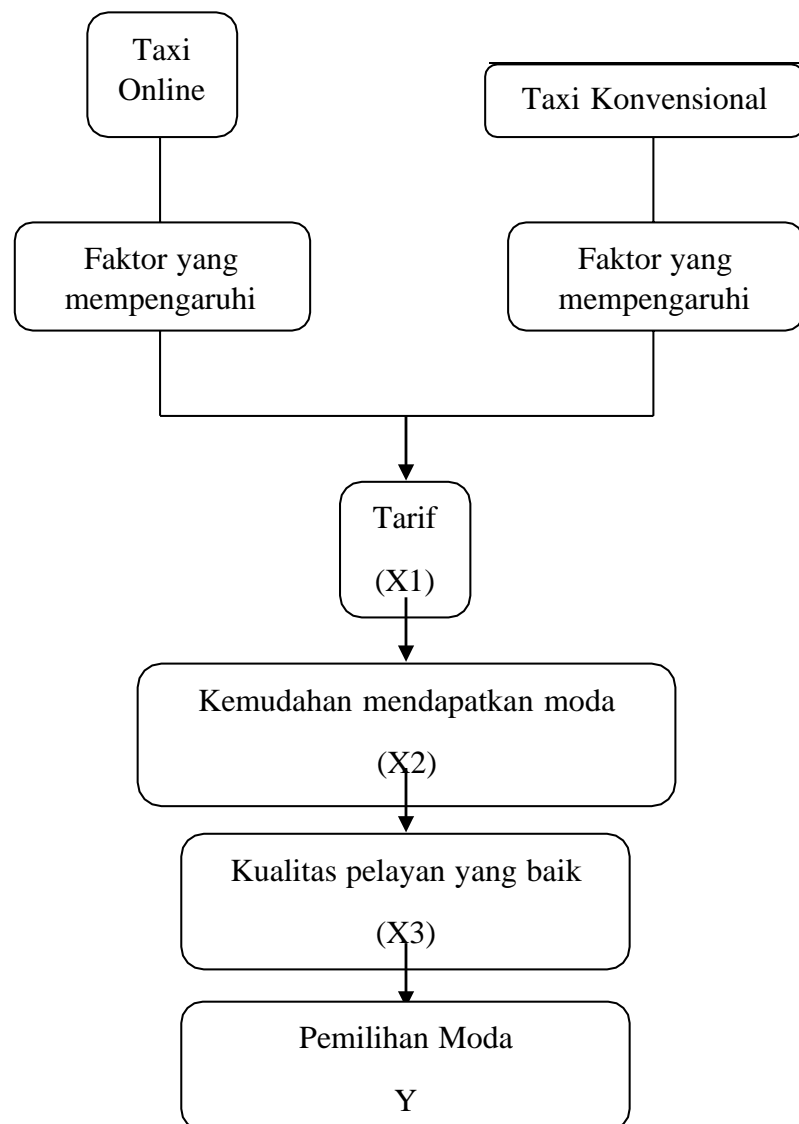 Taxi
Online
Taxi Konvensional
Faktor yang
mempengaruhi
Faktor yang
mempengaruhi
Tarif
(X1)
Kemudahan mendapatkan moda
(X2)
Kualitas pelayan yang baik
(X3)
Pemilihan Moda
Y